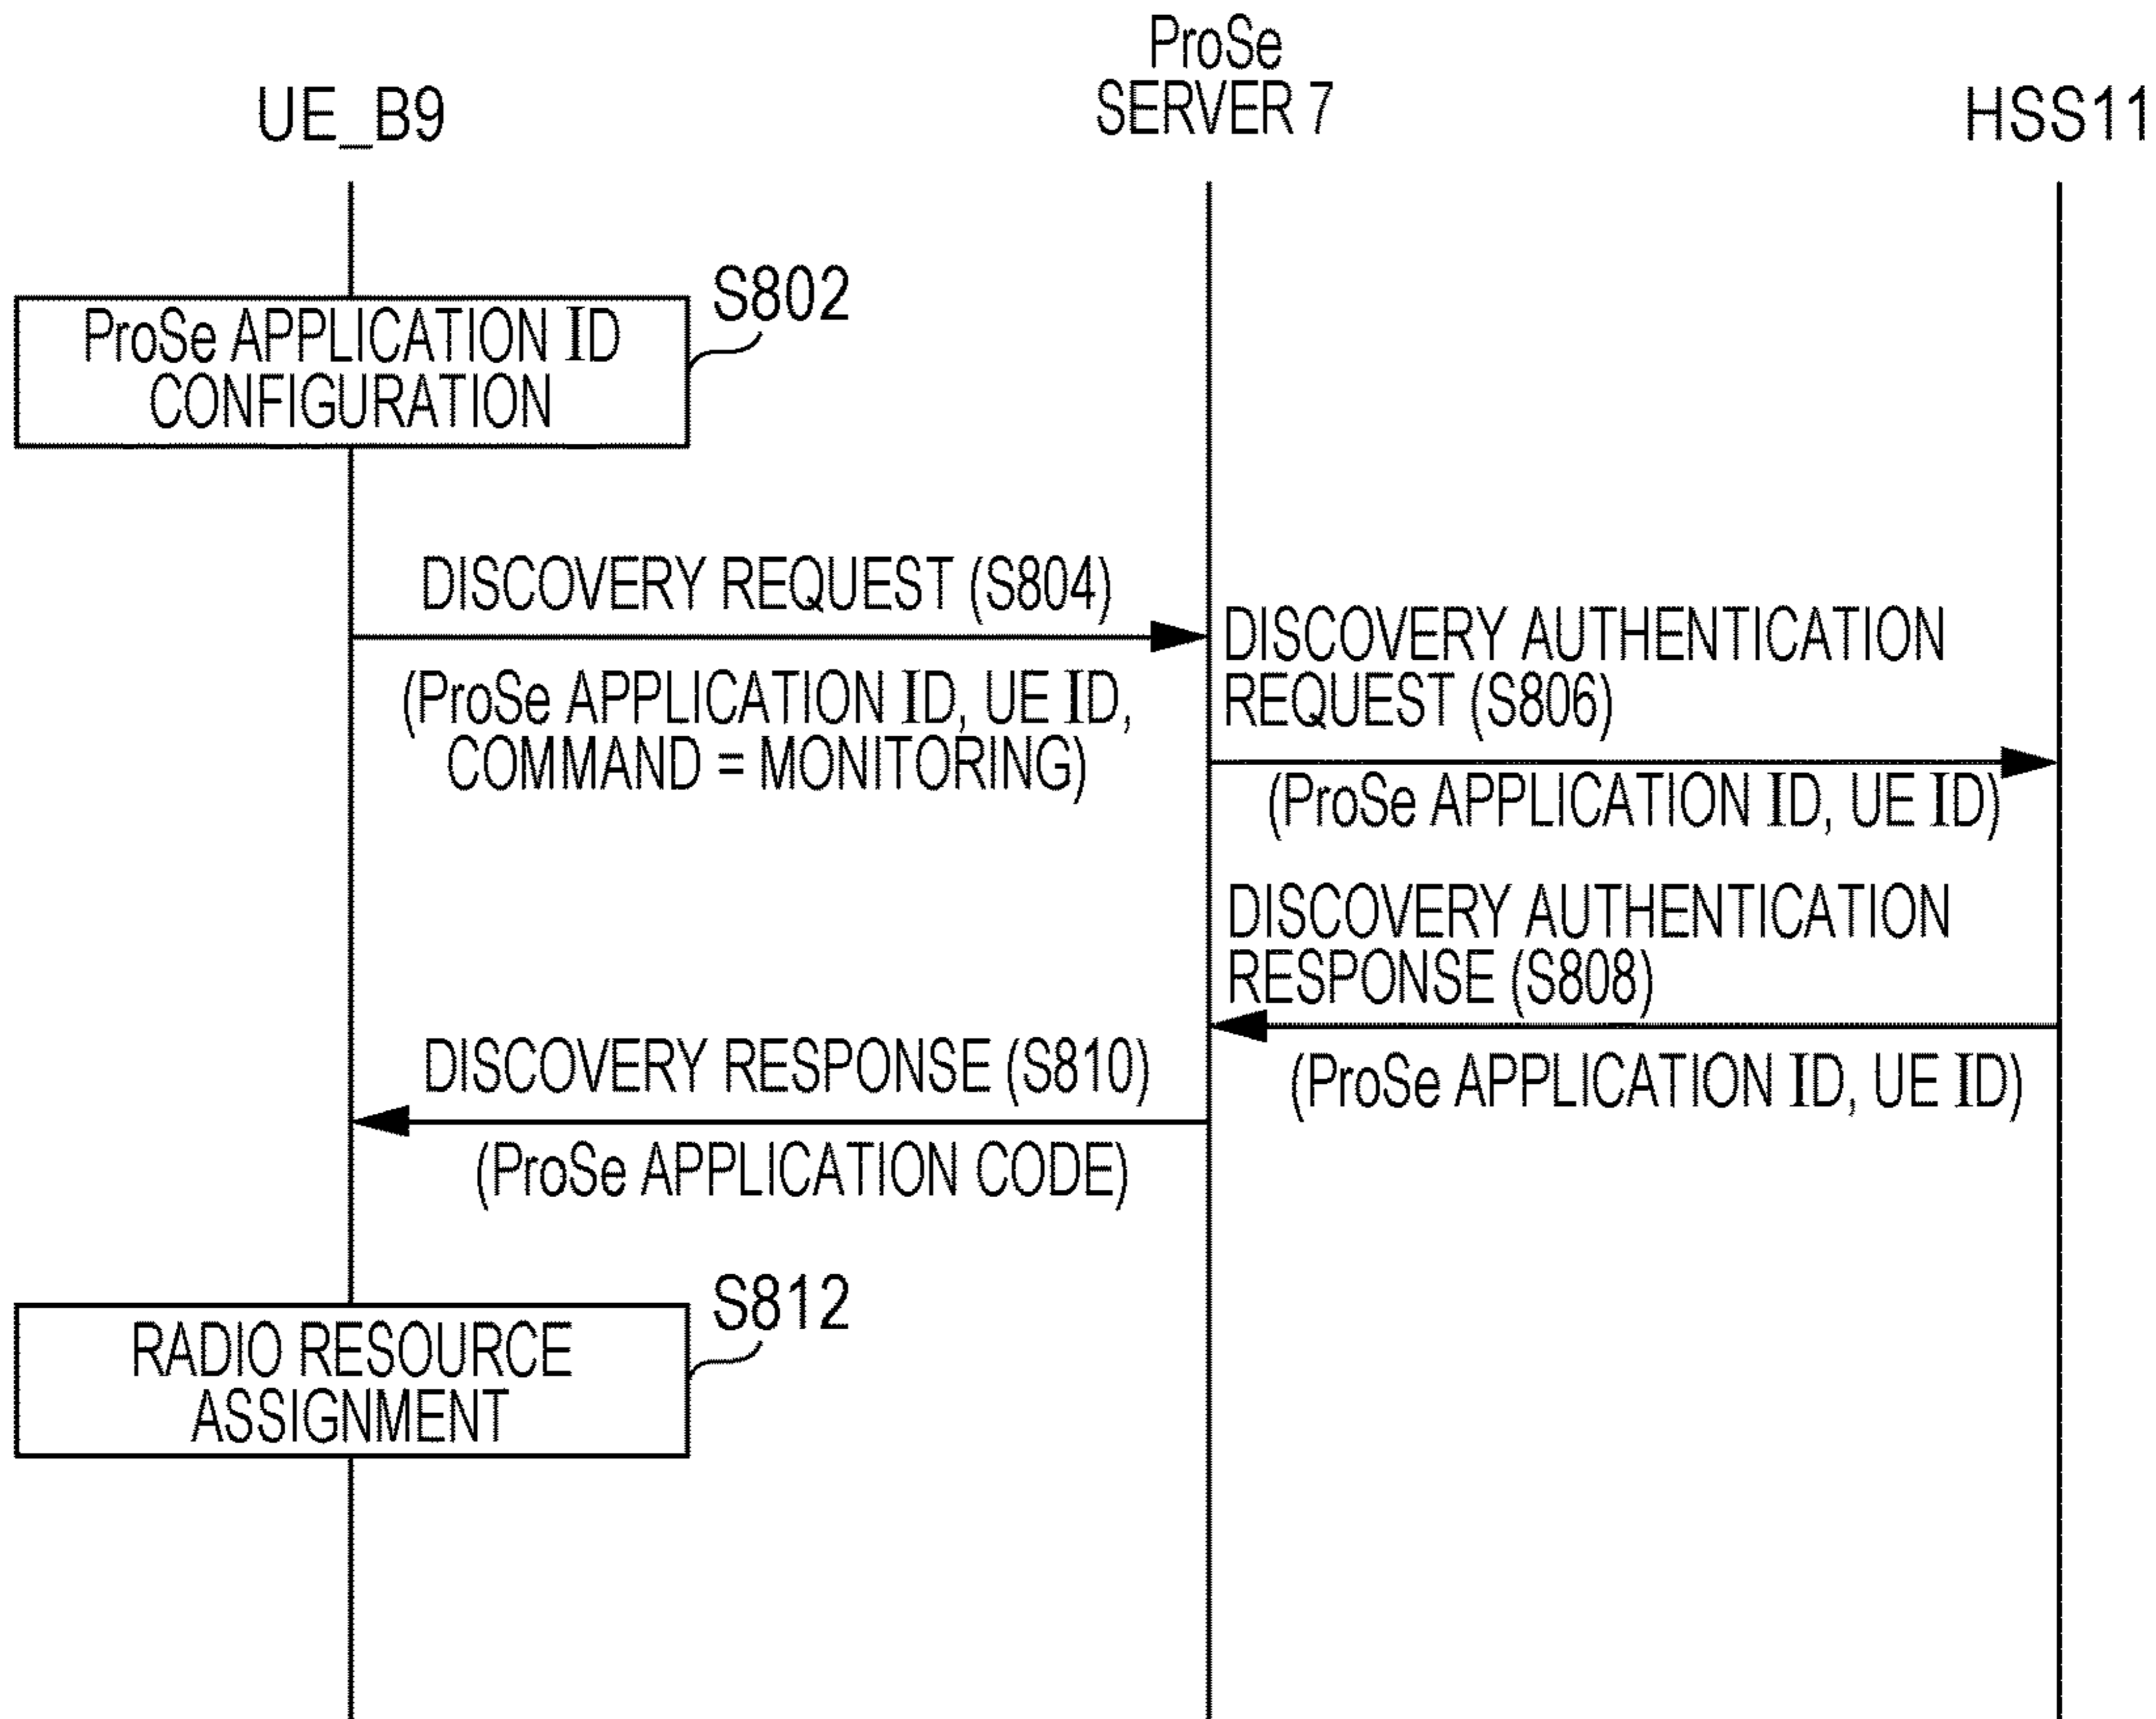 ProSe
SERVER 7
UE_B9
HSS11
S802
ProSe APPLICATION ID
CONFIGURATION
DISCOVERY REQUEST (S804)
(ProSe APPLICATION ID, UE ID,
COMMAND = MONITORING)
DISCOVERY AUTHENTICATION
REQUEST (S806)
(ProSe APPLICATION ID, UE ID)
DISCOVERY AUTHENTICATION
RESPONSE (S808)
(ProSe APPLICATION ID, UE ID)
DISCOVERY RESPONSE (S810)
(ProSe APPLICATION CODE)
S812
RADIO RESOURCE
ASSIGNMENT